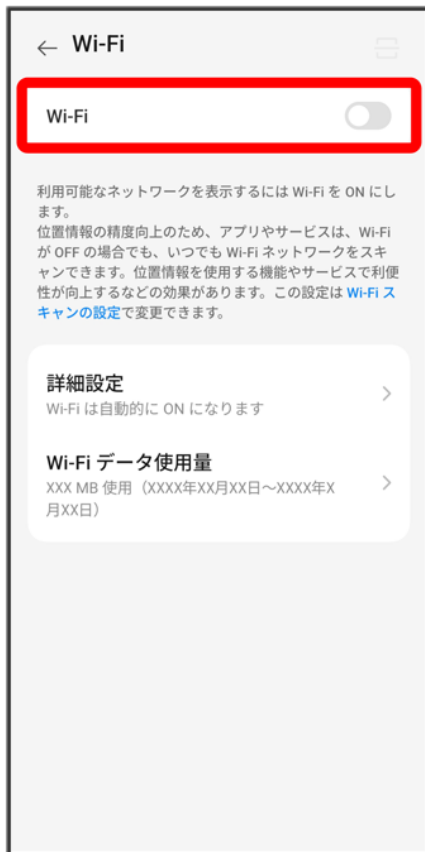 ← Wi-Fi
Wi-Fi
利用可能なネットワークを表示するには Wi-Fi を ON にし
ます。
位置情報の精度向上のため、アプリやサービスは、Wi-Fi
が OFF の場合でも、いつでも Wi-Fi ネットワークをスキ
ャンできます。位置情報を使用する機能やサービスで利便
性が向上するなどの効果があります。この設定は Wi-Fi ス
キャンの設定で変更できます。
詳細設定
Wi-Fi は自動的に ON になります
Wi-Fi データ使用量
XXX MB 使用（XXXX年XX月XX日～XXXX年X
月XX日）